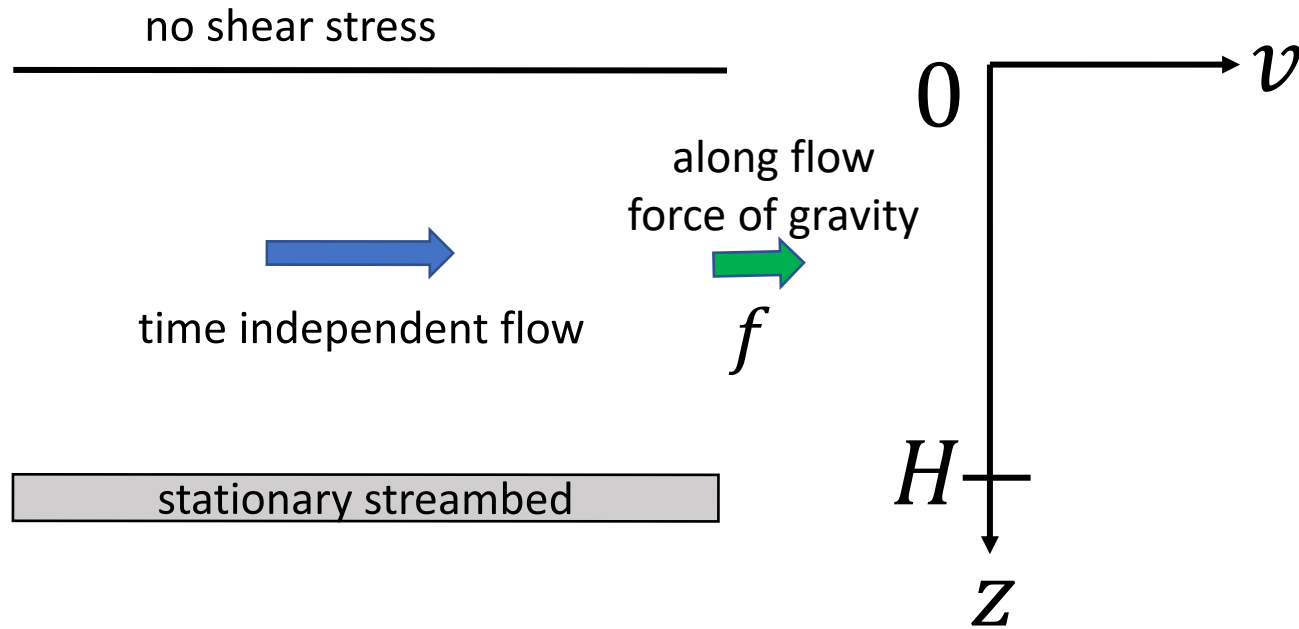 no shear stress
0
v
along flow
force of gravity
time independent flow
f
H
stationary streambed
z